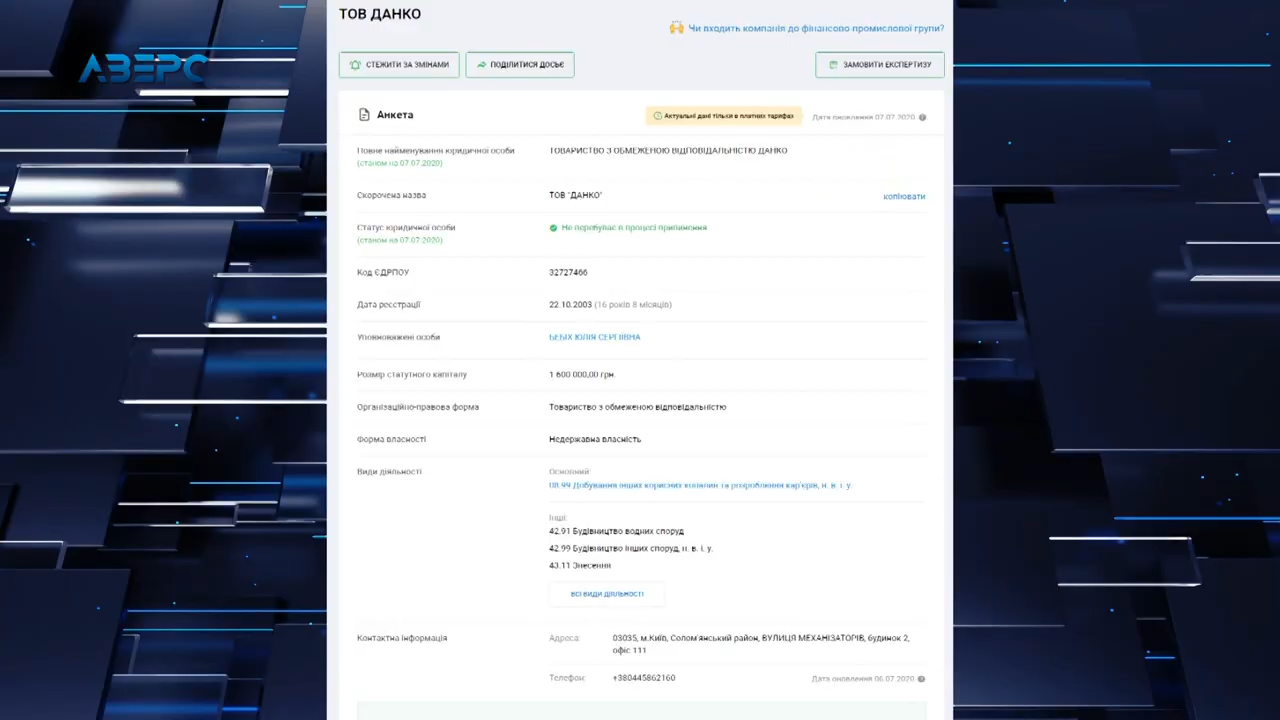 ТОВ ДАНКО
Чи входить компанія до фінансово промислової групи?
АВЕРС
СТЕЖИТИ ЗА ЗМІНАМИ
ПОДІЛИТИСЯ ДОСЬЄ
ЗАМОВИТИ ЕКСПЕРТИЗУ
Анкета
Актуальні дані тільки в платних тарифах
Дата оновлення 07.07.2020
Повне найменування юридичної особи
ТОВАРИСТВО З ОБМЕЖЕНОЮ ВІДПОВІДАЛЬНІСТЮ ДАНКО
(станом на 07.07.2020)
Скорочена назва
ТОВ "ДАНКО"
копіювати
Статус юридичної особи
Не перебуває в процесі припинення
(станом на 07.07.2020)
Код ЄДРПОУ
32727466
Дата реєстрації
22.10.2003 (16 років 8 місяців)
Уповноважені особи
БЕБІХ ЮЛІЯ СЕРГІЇВНА
Розмір статутного капіталу
1 600 000,00 грн
Організаційно-правова форма
Товариство з обмеженою відповідальністю
Форма власності
Недержавна власність
Види діяльності
Основний:
08.99 Добування інших корисних копалин та розроблення кар'єрів, н. в. і. у.
Інші:
42.91 Будівництво водних споруд
42.99 Будівництво інших споруд, н. в. і. у.
43.11 Знесення
ВСІ ВИДИ ДІЯЛЬНОСТІ
Контактна інформація
Адреса:
03035, м.Київ, Солом'янський район, ВУЛИЦЯ МЕХАНІЗАТОРІВ, будинок 2,
офіс 111
Телефон:
+380445862160
Дата оновлення 06.07.2020